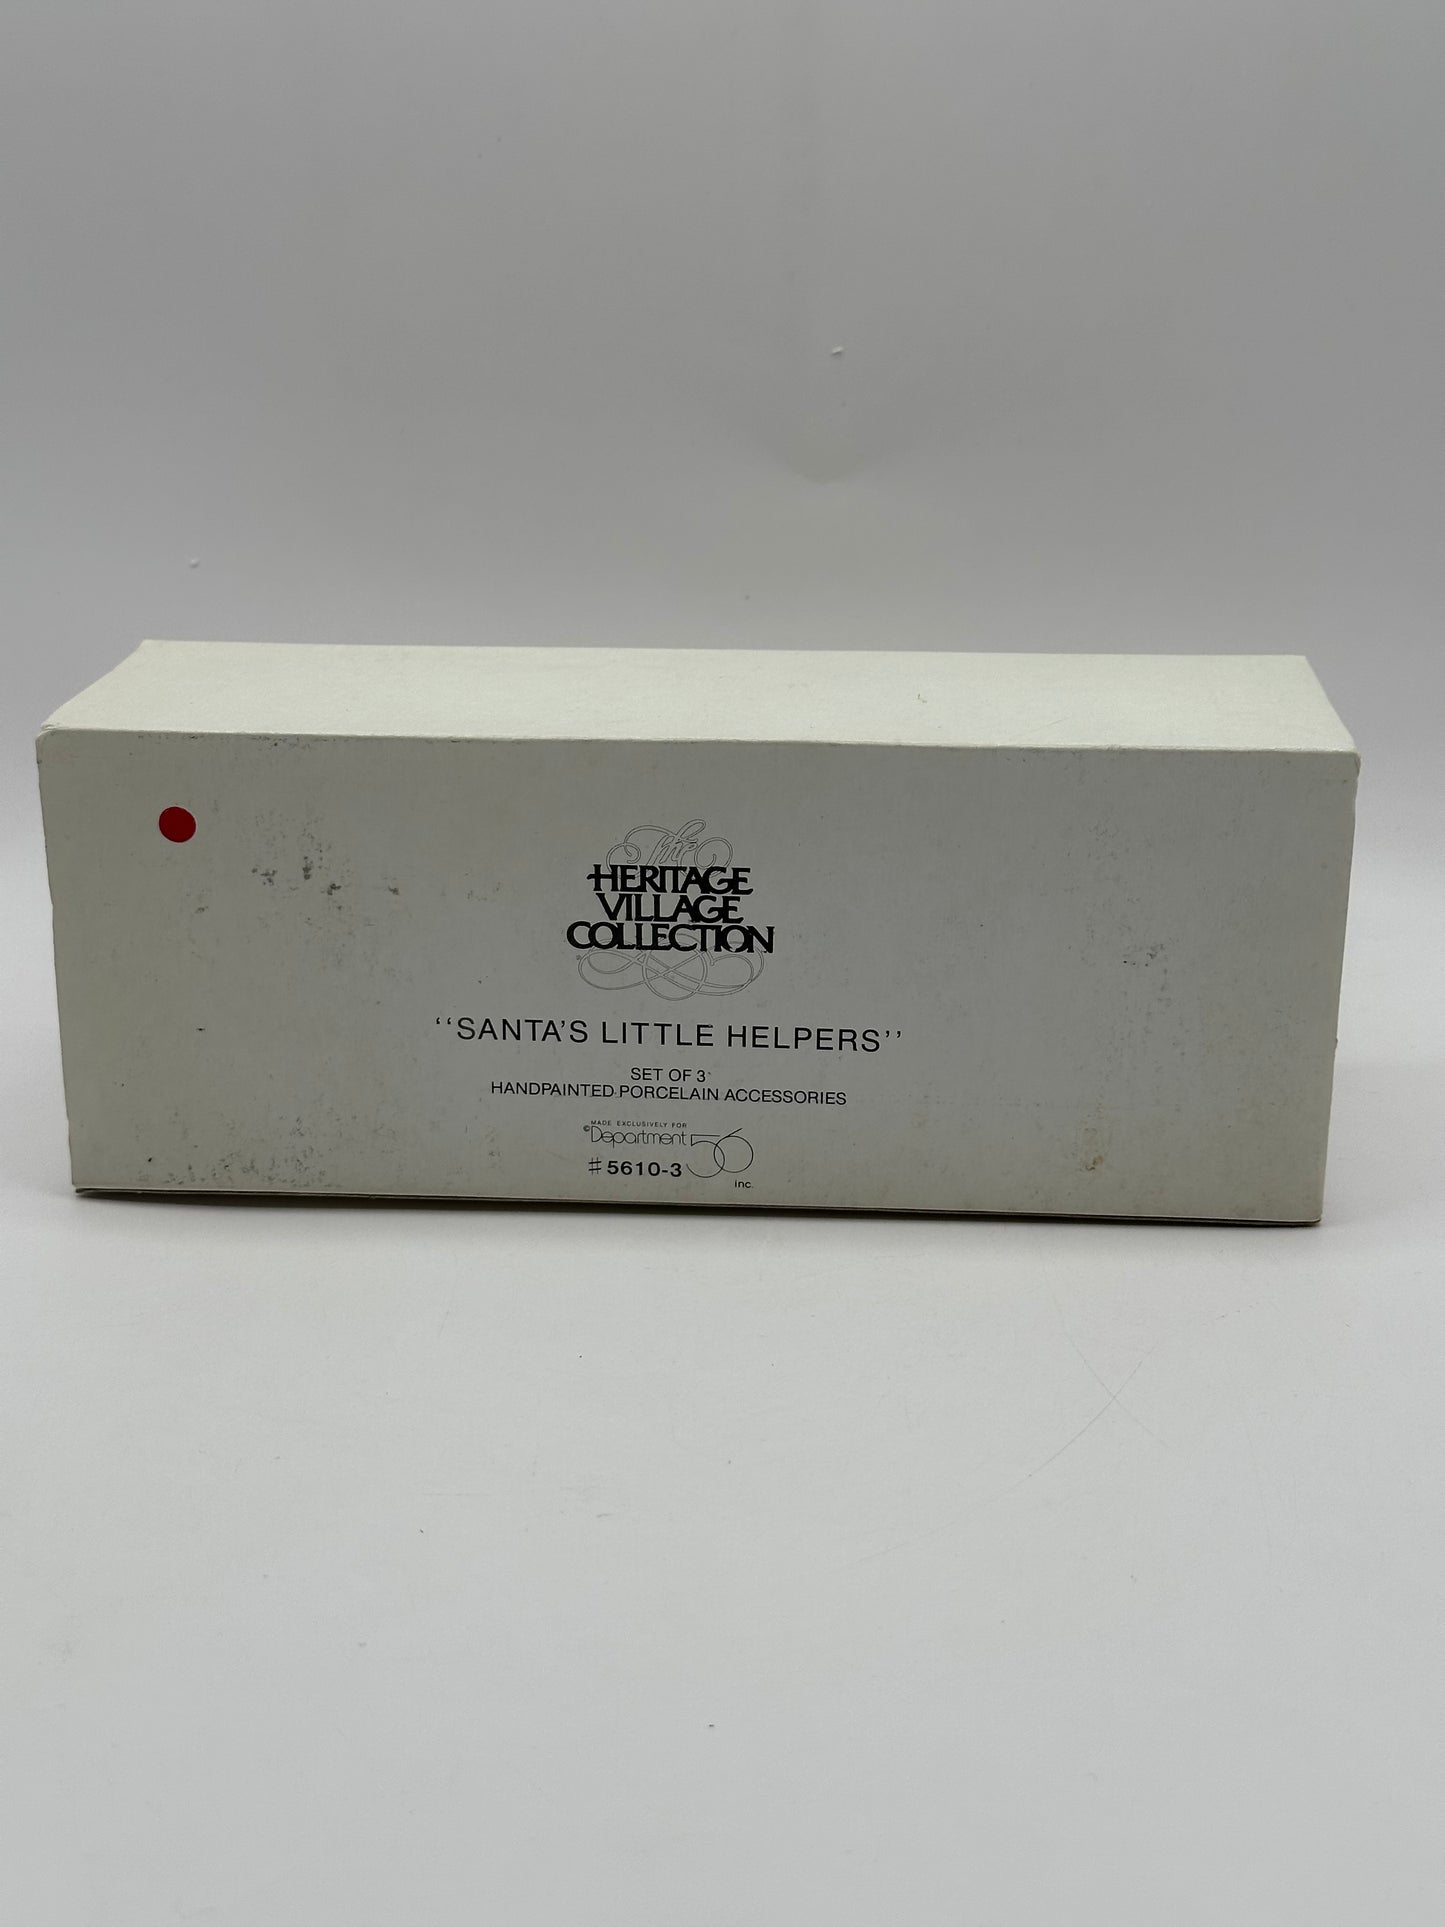 The
HERITAGE
VILLAGE
COLLECTION
®
‘‘SANTA'S LITTLE HELPERS’’
SET OF 3
HANDPAINTED PORCELAIN ACCESSORIES
MADE EXCLUSIVELY FOR
©Department 56
#5610-3
inc.